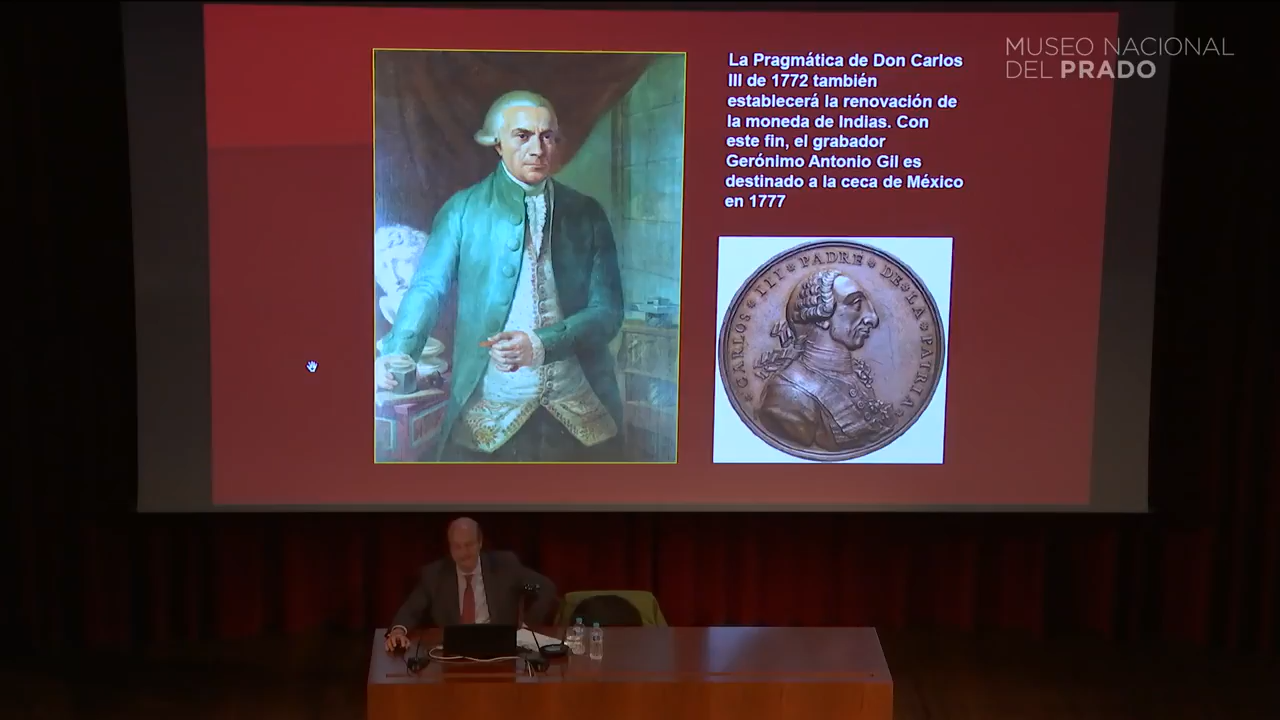 MUSEO NACIONAL
DEL PRADO
La Pragmática de Don Carlos
III de 1772 también
establecerá la renovación de
la moneda de Indias. Con
este fin, el grabador
Gerónimo Antonio Gil es
destinado a la ceca de México
en 1777
CARLOS III PADRE DE LA PATRIA